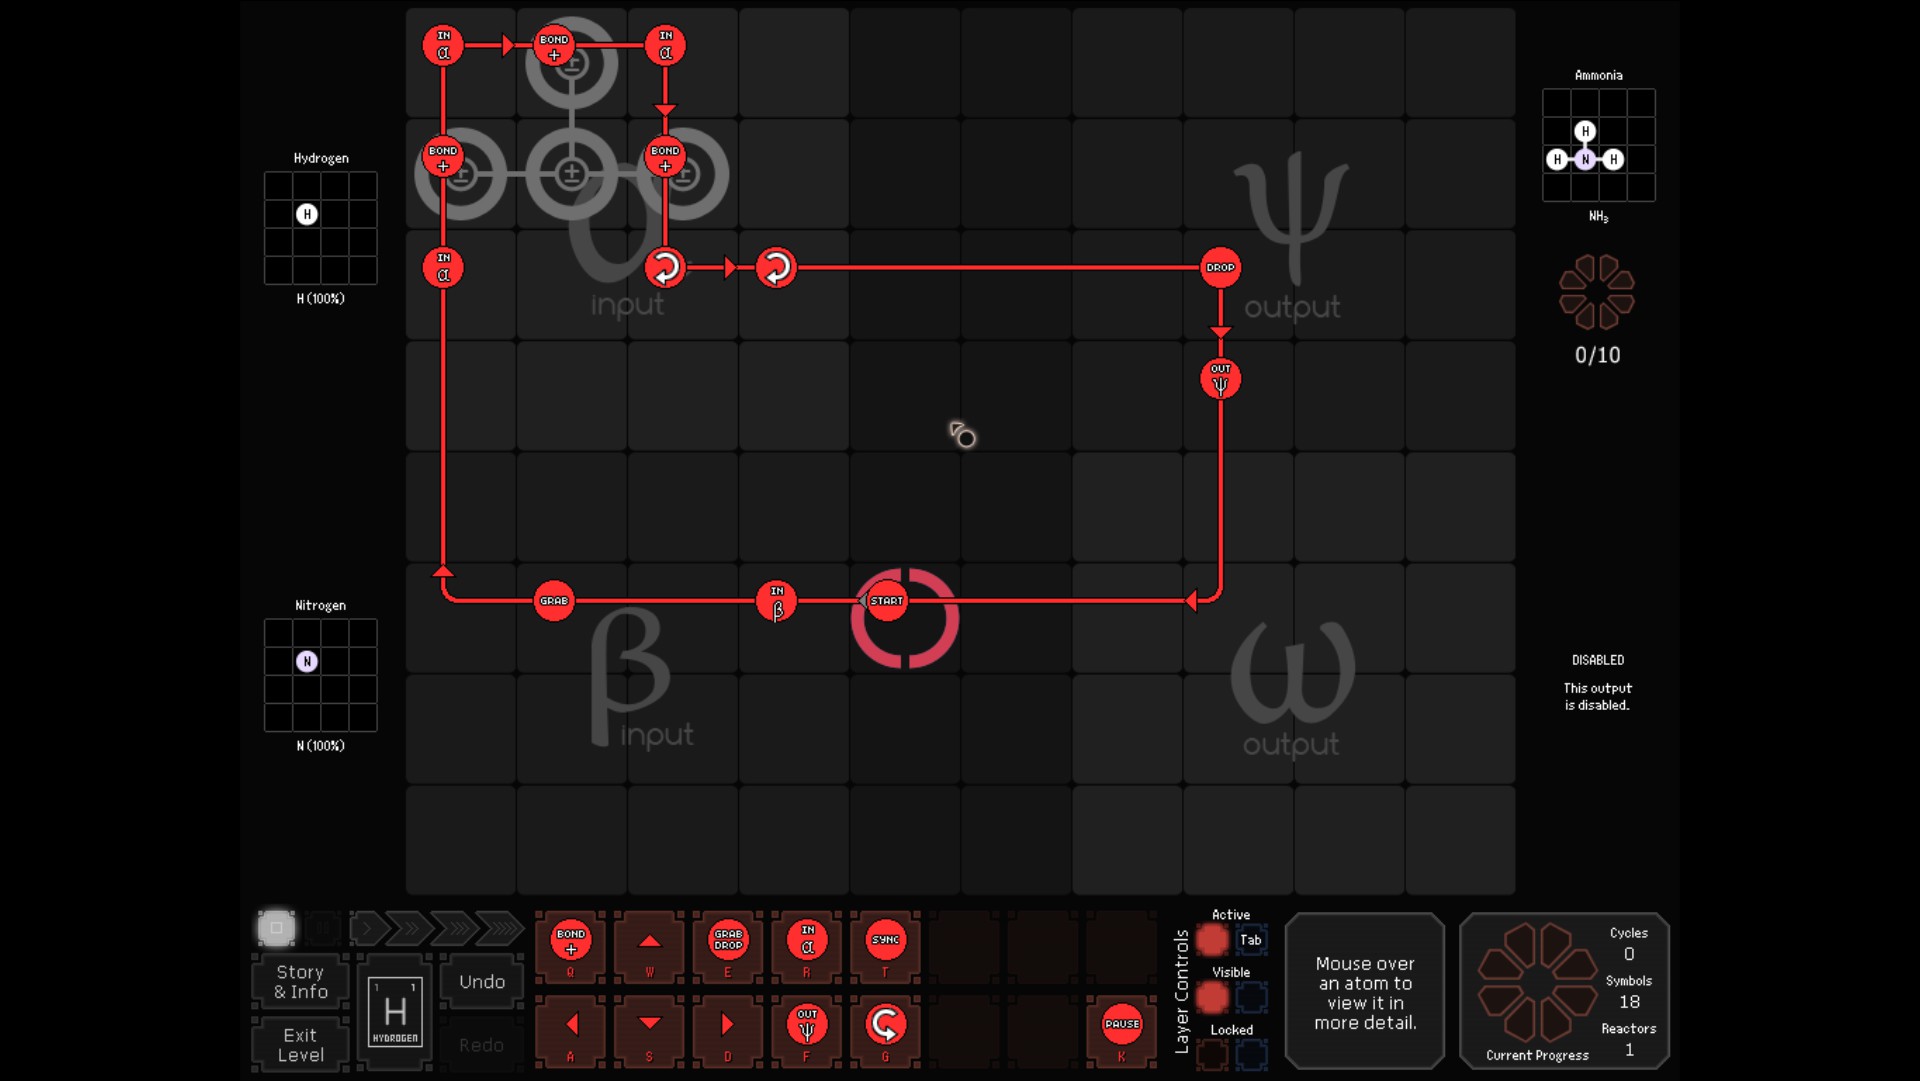 IN
α
BOND
+
IN
α
BOND
+
BOND
+
IN
α
υ
input
DROP
ψ
output
OUT
ψ
GRAB
IN
β
START
β
input
ω
output
Hydrogen
H
H (100%)
Nitrogen
N
N (100%)
Ammonia
H
H N H
NH₃
0/10
DISABLED
This output
is disabled.
Story
& Info
Exit
Level
1 1
H
HYDROGEN
Undo
Redo
BOND
+
Q
W
GRAB
DROP
E
IN
α
R
SYNC
T
A
S
D
OUT
ψ
F
G
PAUSE
K
Layer Controls
Active
Tab
Visible
Locked
Mouse over
an atom to
view it in
more detail.
Cycles
0
Symbols
18
Reactors
1
Current Progress